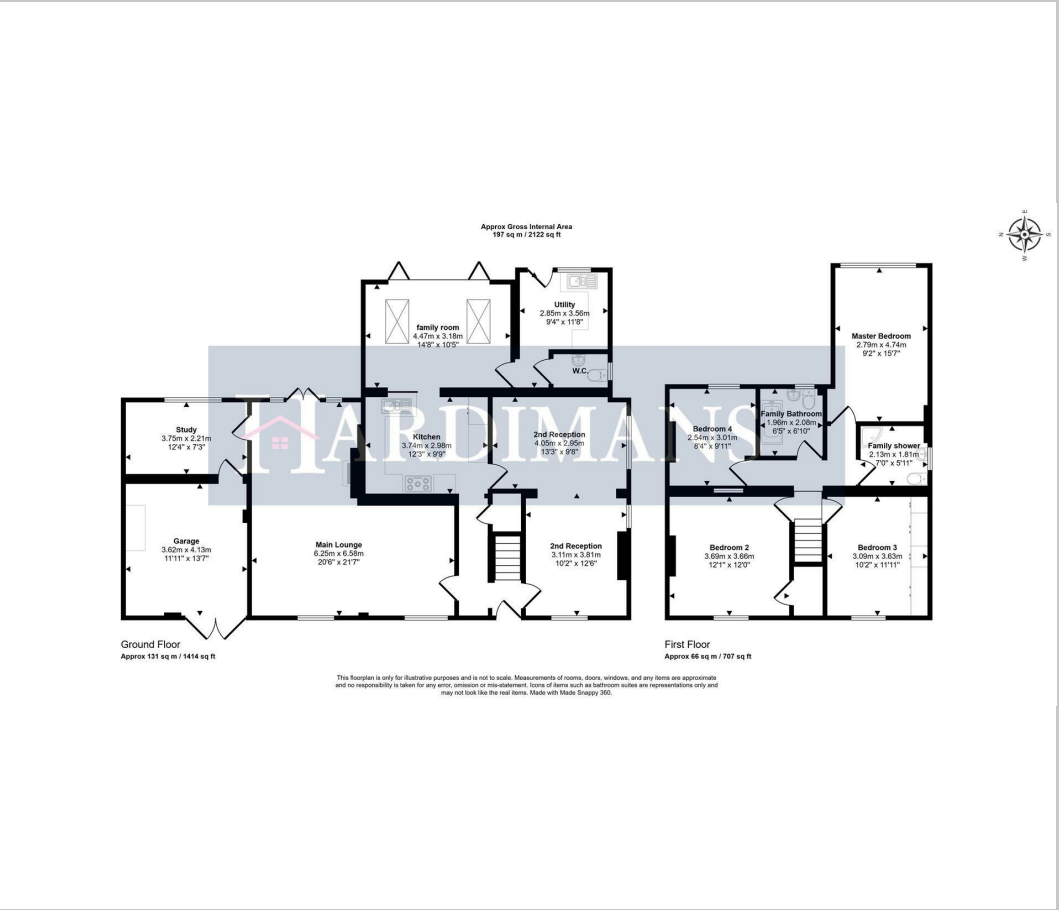 Approx Gross Internal Area
197 sq m / 2122 sq ft
E
N
S
W
family room
4.47m x 3.18m
14'8" x 10'5"
Utility
2.85m x 3.56m
9'4" x 11'8"
W.C.
Master Bedroom
2.79m x 4.74m
9'2" x 15'7"
HARDIMANS
Study
3.75m x 2.21m
12'4" x 7'3"
Kitchen
3.74m x 2.98m
12'3" x 9'9"
2nd Reception
4.05m x 2.95m
13'3" x 9'8"
Bedroom 4
2.54m x 3.01m
8'4" x 9'11"
Family Bathroom
1.96m x 2.08m
6'5" x 6'10"
Family shower
2.13m x 1.81m
7'0" x 5'11"
Garage
3.62m x 4.13m
11'11" x 13'7"
Main Lounge
6.25m x 6.58m
20'6" x 21'7"
2nd Reception
3.11m x 3.81m
10'2" x 12'6"
Bedroom 2
3.69m x 3.66m
12'1" x 12'0"
Bedroom 3
3.09m x 3.63m
10'2" x 11'11"
Ground Floor
Approx 131 sq m / 1414 sq ft
First Floor
Approx 66 sq m / 707 sq ft
This floorplan is only for illustrative purposes and is not to scale. Measurements of rooms, doors, windows, and any items are approximate
and no responsibility is taken for any error, omission or mis-statement. Icons of items such as bathroom suites are representations only and
may not look like the real items. Made with Made Snappy 360.